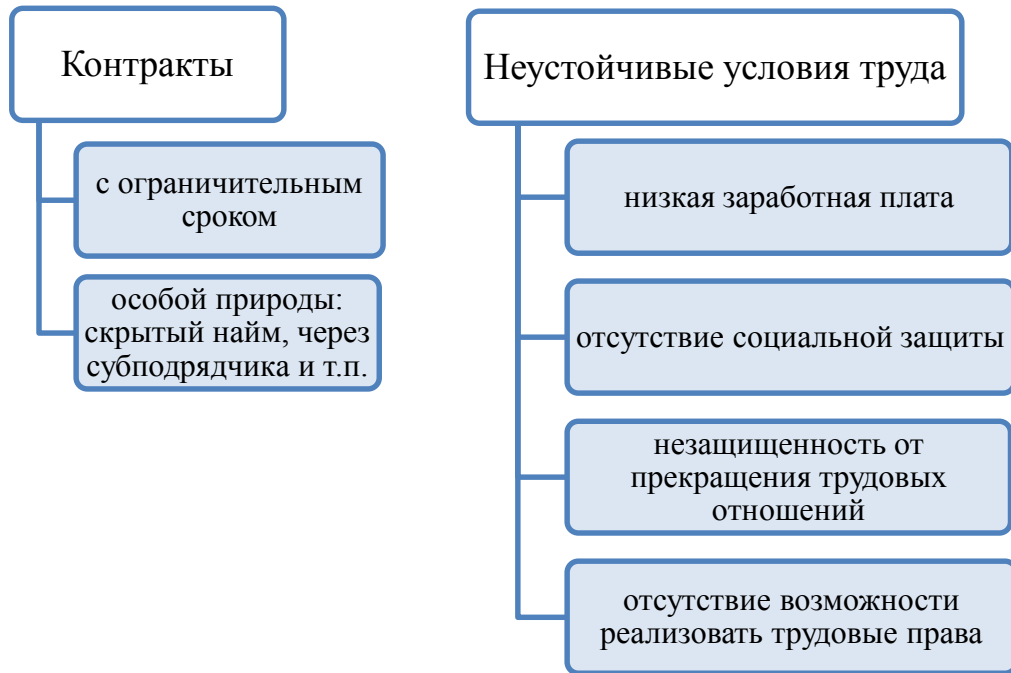 Контракты
с ограничительным
сроком
особой природы:
скрытый найм, через
субподрядчика и т.п.
Неустойчивые условия труда
низкая заработная плата
отсутствие социальной защиты
незащищенность от
прекращения трудовых
отношений
отсутствие возможности
реализовать трудовые права